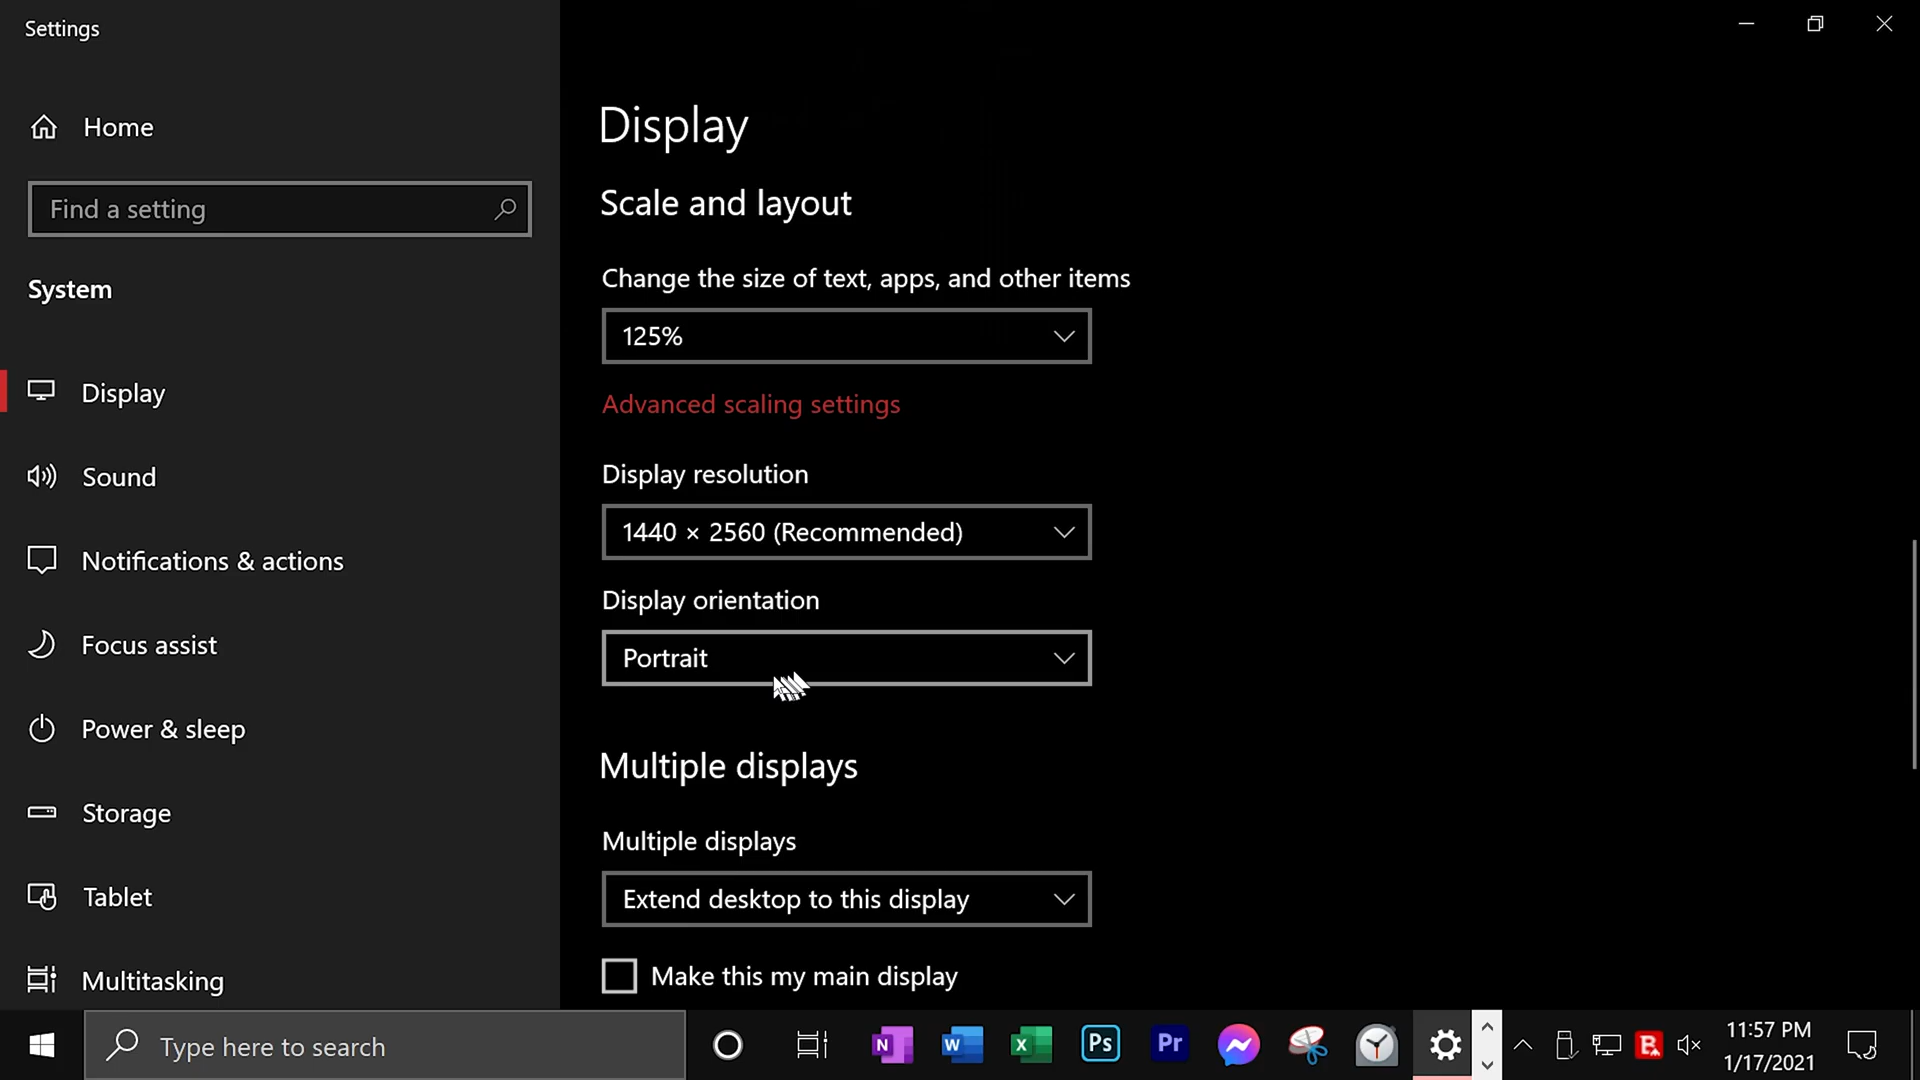 Settings
Home
Find a setting
System
Display
Sound
Notifications & actions
Focus assist
Power & sleep
Storage
Tablet
Multitasking
Display
Scale and layout
Change the size of text, apps, and other items
125%
Advanced scaling settings
Display resolution
1440 × 2560 (Recommended)
Display orientation
Portrait
Multiple displays
Multiple displays
Extend desktop to this display
Make this my main display
Type here to search
N
W
X
Ps
Pr
B
11:57 PM
1/17/2021